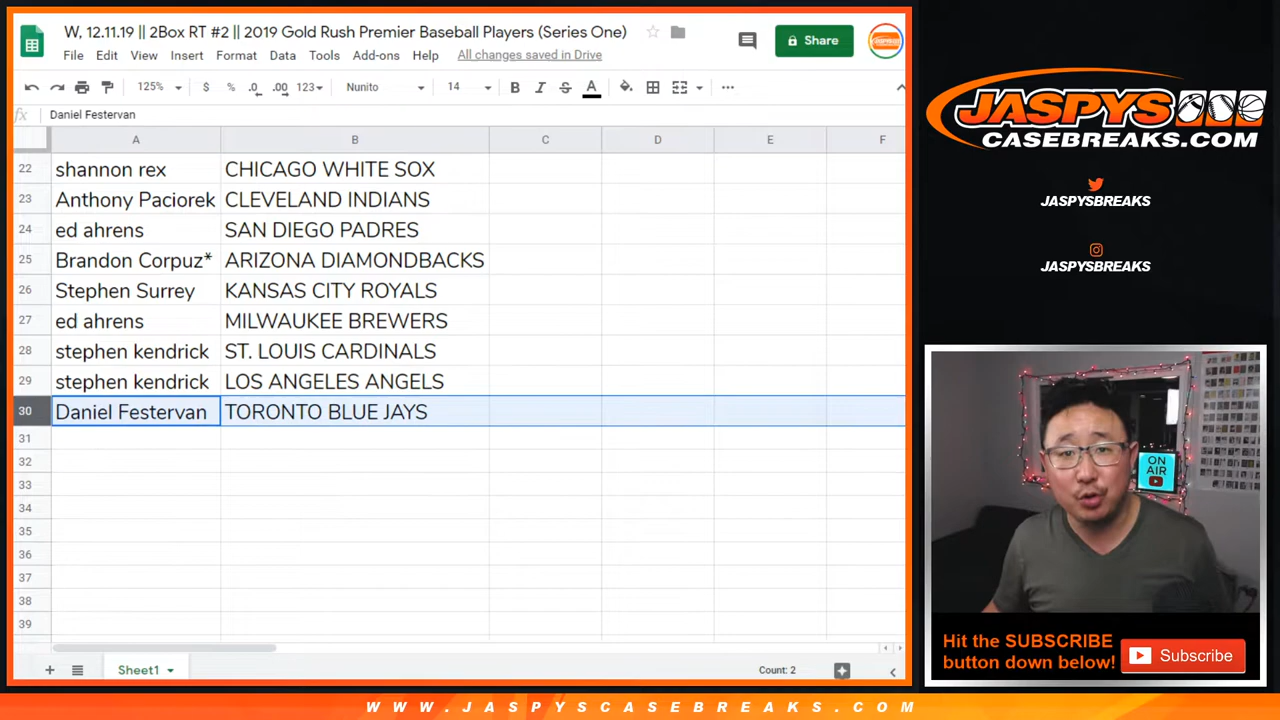 W, 12.11.19 || 2Box RT #2 || 2019 Gold Rush Premier Baseball Players (Series One)
File Edit View Insert Format Data Tools Add-ons Help All changes saved in Drive
Share
125% $ % .0 .00 123 Nunito 14 B I S A
fx Daniel Festervan
A B C D E F
22 shannon rex CHICAGO WHITE SOX
23 Anthony Paciorek CLEVELAND INDIANS
24 ed ahrens SAN DIEGO PADRES
25 Brandon Corpuz* ARIZONA DIAMONDBACKS
26 Stephen Surrey KANSAS CITY ROYALS
27 ed ahrens MILWAUKEE BREWERS
28 stephen kendrick ST. LOUIS CARDINALS
29 stephen kendrick LOS ANGELES ANGELS
30 Daniel Festervan TORONTO BLUE JAYS
31
32
33
34
35
36
37
38
39
Sheet1 Count: 2
JASPYS
CASEBREAKS.COM
JASPYSBREAKS
JASPYSBREAKS
ON
AIR
Hit the SUBSCRIBE
button down below!
Subscribe
WWW.JASPYSCASEBREAKS.COM